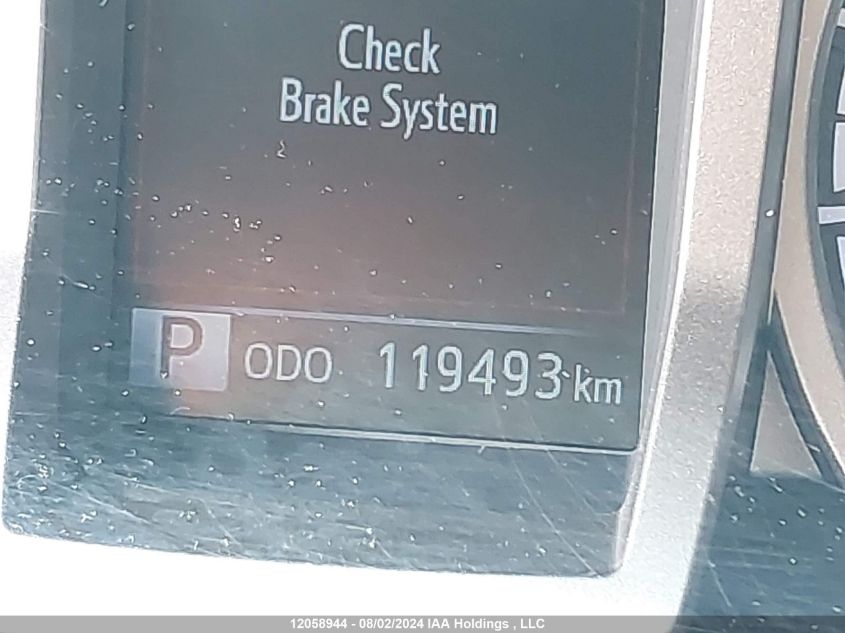 Check
Brake System
P ODO 119493 km
12058944 - 08/02/2024 IAA Holdings , LLC